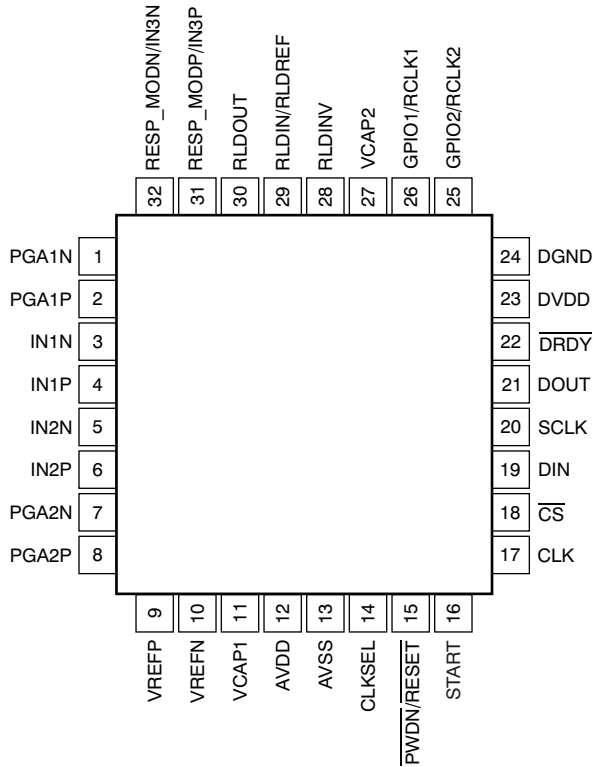 RESP_MODN/IN3N
RESP_MODP/IN3P
RLDOUT
RLDIN/RLDREF
RLDINV
VCAP2
GPIO1/RCLK1
GPIO2/RCLK2
32
31
30
29
28
27
26
25
PGA1N 1
PGA1P 2
IN1N 3
IN1P 4
IN2N 5
IN2P 6
PGA2N 7
PGA2P 8
24 DGND
23 DVDD
22 DRDY
21 DOUT
20 SCLK
19 DIN
18 CS
17 CLK
9
10
11
12
13
14
15
16
VREFP
VREFN
VCAP1
AVDD
AVSS
CLKSEL
PWDN/RESET
START